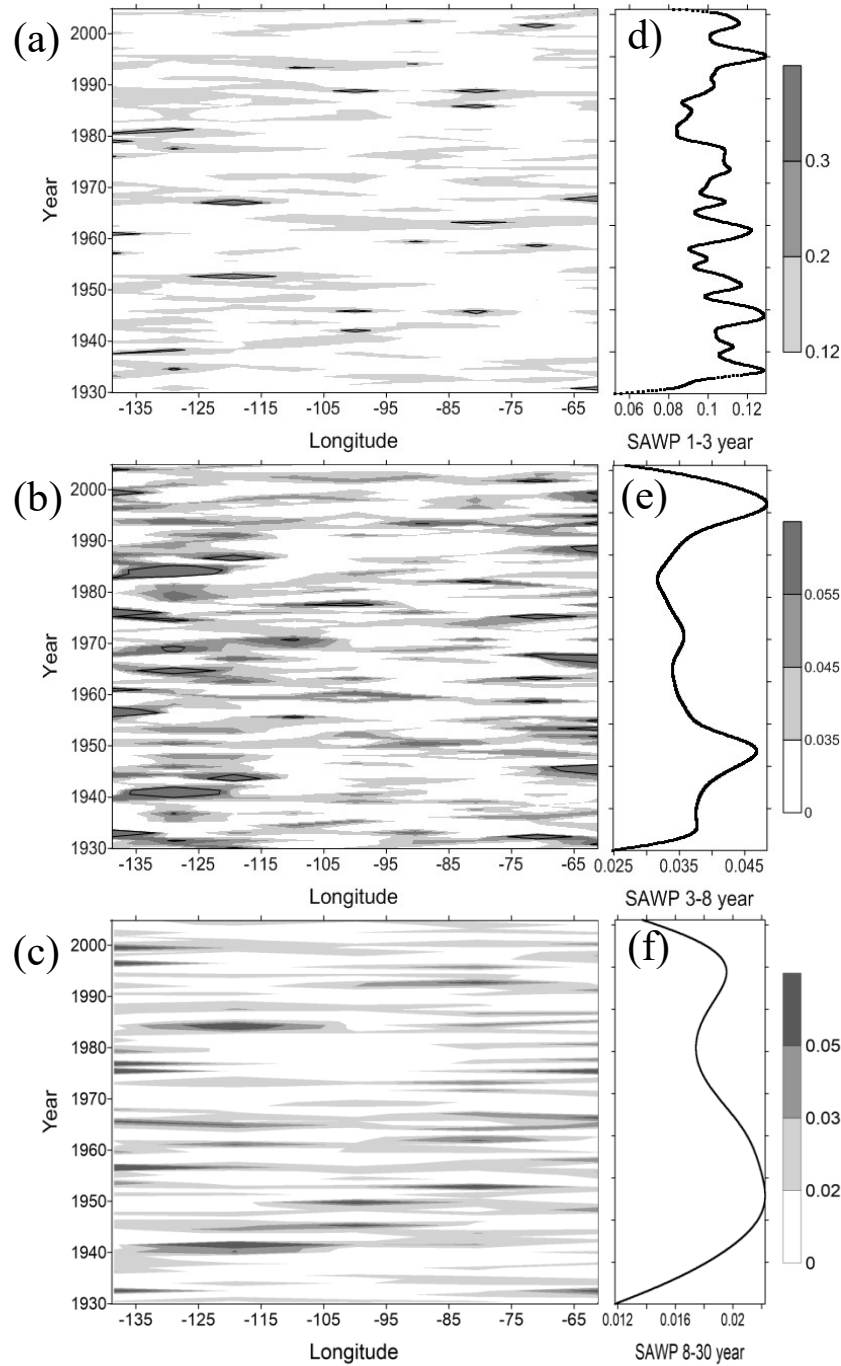 (a)
2005
1990
1980
1970
1960
1950
1940
1930
Year
-135 -125 -115 -105 -95 -85 -75 -65
Longitude
(d)
0.06 0.08 0.1 0.12
SAWP 1-3 year
0.3
0.2
0.12
(b)
2005
1990
1980
1970
1960
1950
1940
1930
Year
-135 -125 -115 -105 -95 -85 -75 -65
Longitude
(e)
0.025 0.035 0.045
SAWP 3-8 year
0.055
0.045
0.035
0
(c)
2000
1990
1980
1970
1960
1950
1940
1930
Year
-135 -125 -115 -105 -95 -85 -75 -65
Longitude
(f)
0.012 0.016 0.02
SAWP 8-30 year
0.05
0.03
0.02
0